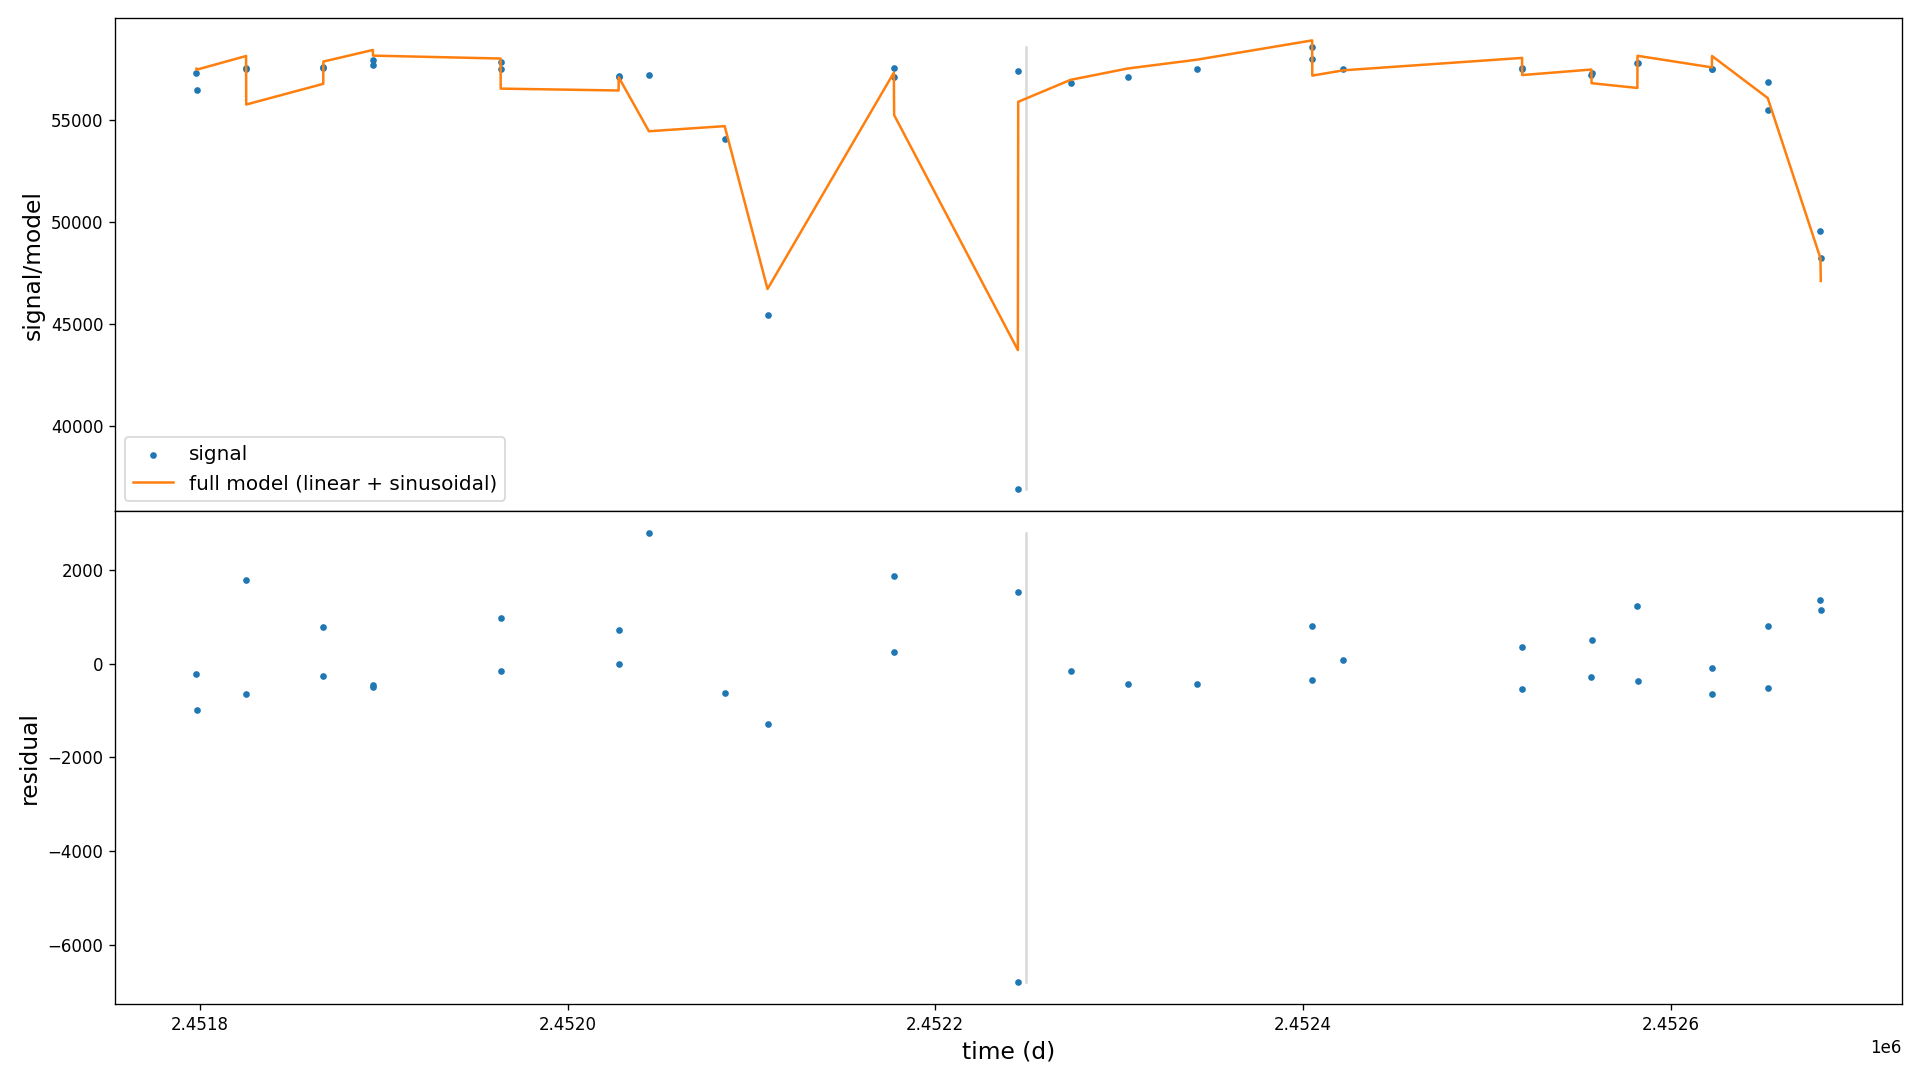 signal/model
55000
50000
45000
40000
signal
full model (linear + sinusoidal)
residual
2000
0
−2000
−4000
−6000
2.4518 2.4520 2.4522 2.4524 2.4526
time (d)
1e6